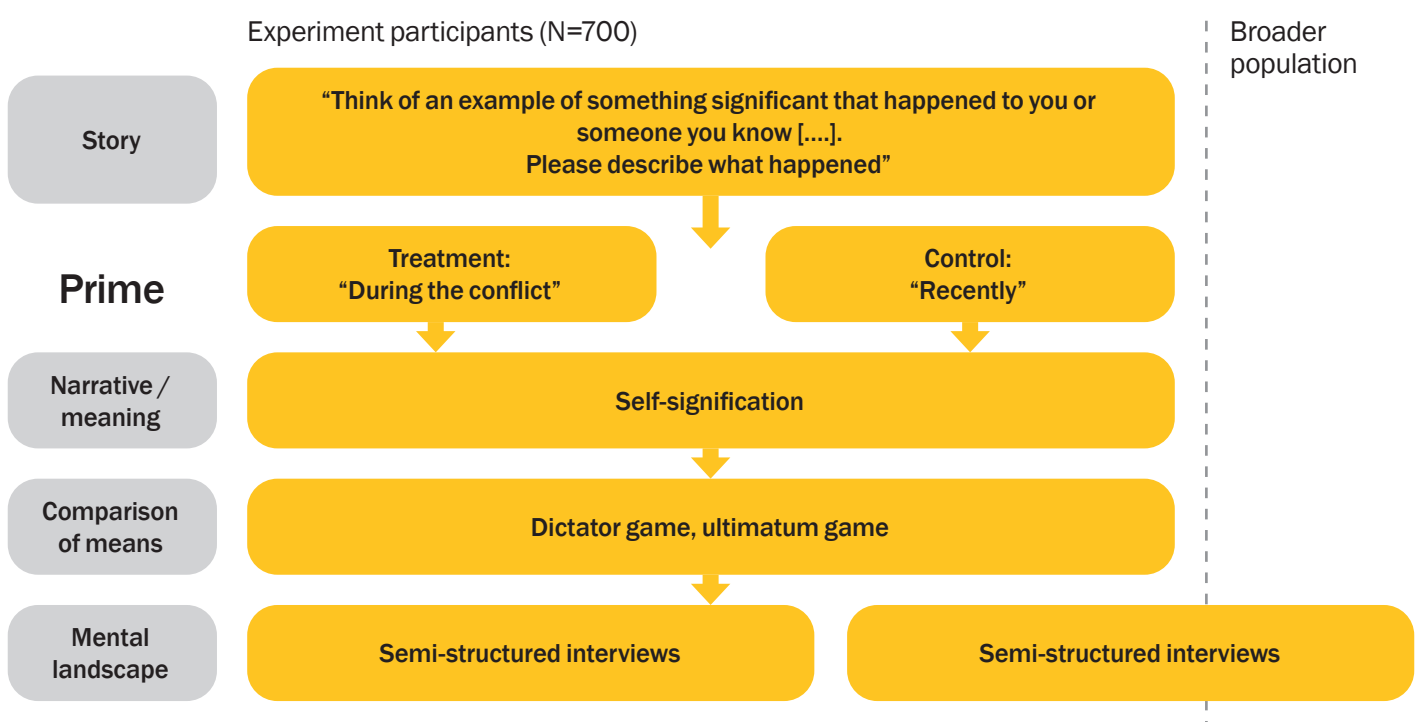 Experiment participants (N=700)
Broader
population
Story
“Think of an example of something significant that happened to you or
someone you know [....].
Please describe what happened”
Prime
Treatment:
“During the conflict”
Control:
“Recently”
Narrative /
meaning
Self-signification
Comparison
of means
Dictator game, ultimatum game
Mental
landscape
Semi-structured interviews
Semi-structured interviews